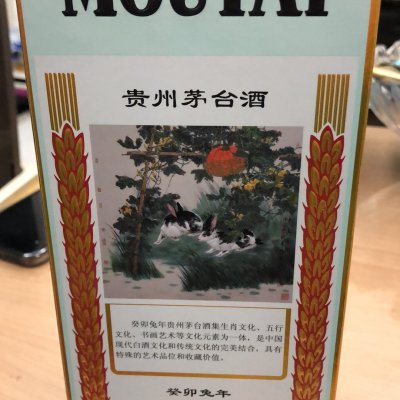 MOUTAI
贵州茅台酒
癸卯兔年贵州茅台酒集生肖文化、五行
文化、书画艺术等文化元素为一体，是中国
现代白酒文化和传统文化的完美结合，具有
特殊的艺术品位和收藏价值。
癸卯兔年